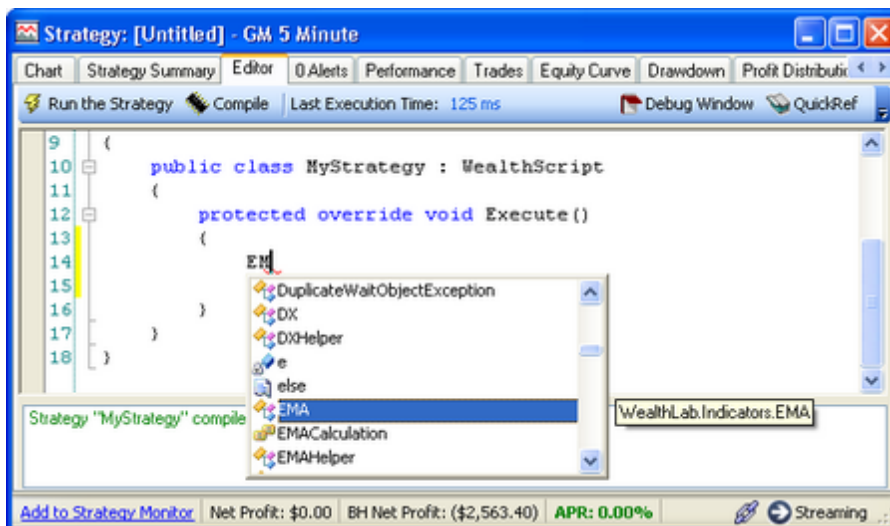 Strategy: [Untitled] - GM 5 Minute
Chart Strategy Summary Editor 0 Alerts Performance Trades Equity Curve Drawdown Profit Distributic
Run the Strategy Compile Last Execution Time: 125 ms Debug Window QuickRef
9 {
10 public class MyStrategy : WealthScript
11 {
12 protected override void Execute()
13 {
14 EM
15
16 }
17 }
18 }
DuplicateWaitObjectException
DX
DXHelper
e
else
EMA
EMACalculation
EMAHelper
WealthLab.Indicators.EMA
Strategy "MyStrategy" compile
Add to Strategy Monitor Net Profit: $0.00 BH Net Profit: ($2,563.40) APR: 0.00% Streaming